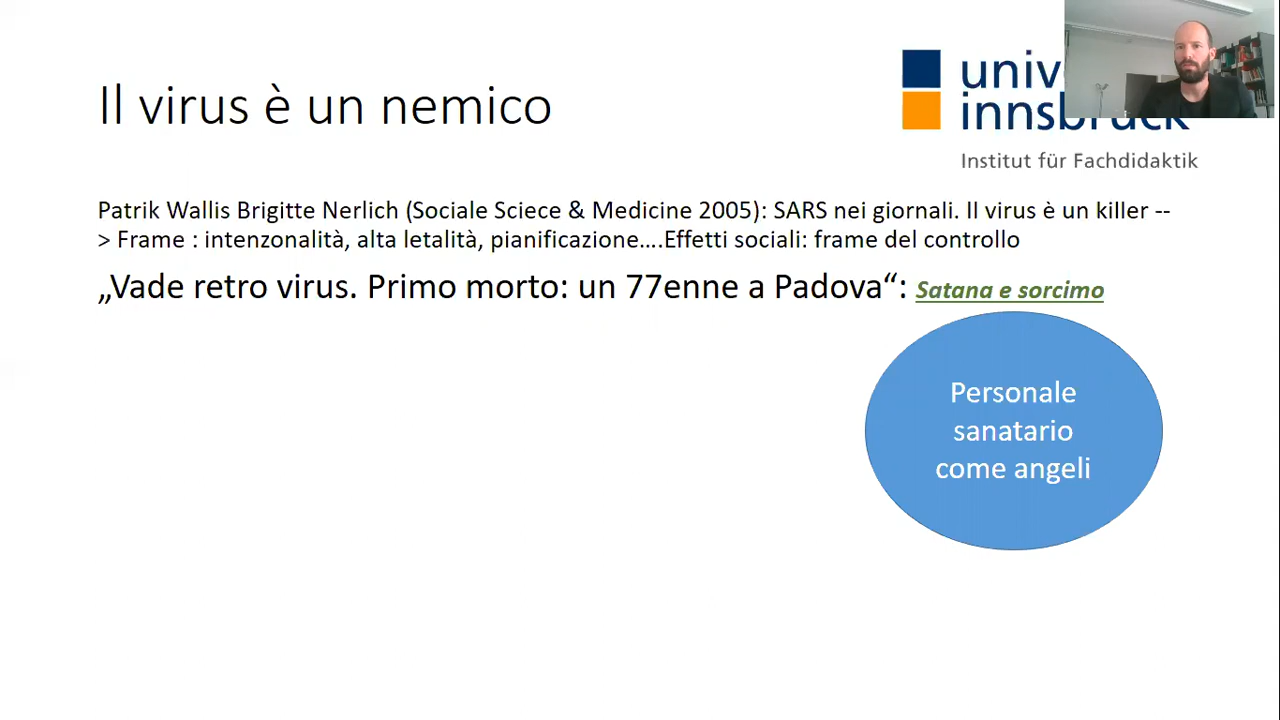 Il virus è un nemico
univ
innsbruck
Institut für Fachdidaktik
Patrik Wallis Brigitte Nerlich (Sociale Sciece & Medicine 2005): SARS nei giornali. Il virus è un killer --
> Frame : intenzonalità, alta letalità, pianificazione….Effetti sociali: frame del controllo
„Vade retro virus. Primo morto: un 77enne a Padova“: Satana e sorcimo
Personale
sanatario
come angeli